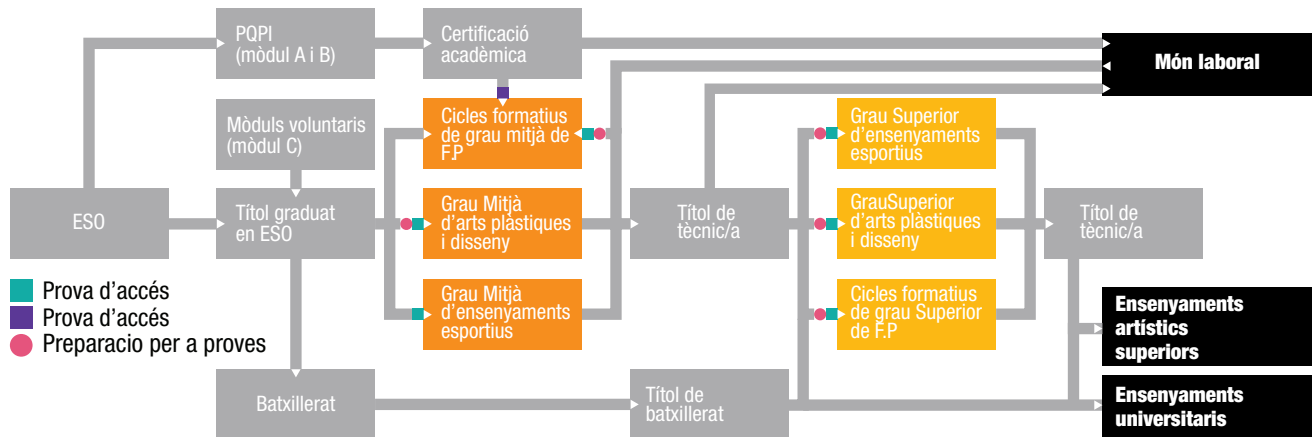 PQPI
(mòdul A i B)
Certificació
acadèmica
Món laboral
Mòduls voluntaris
(mòdul C)
Cicles formatius
de grau mitjà de
F.P
Grau Superior
d’ensenyaments
esportius
ESO
Títol graduat
en ESO
Grau Mitjà
d’arts plàstiques
i disseny
Títol de
tècnic/a
GrauSuperior
d’arts plàstiques
i disseny
Títol de
tècnic/a
Prova d’accés
Prova d’accés
Preparacio per a proves
Grau Mitjà
d’ensenyaments
esportius
Cicles formatius
de grau Superior
de F.P
Ensenyaments
artístics
superiors
Batxillerat
Títol de
batxillerat
Ensenyaments
universitaris